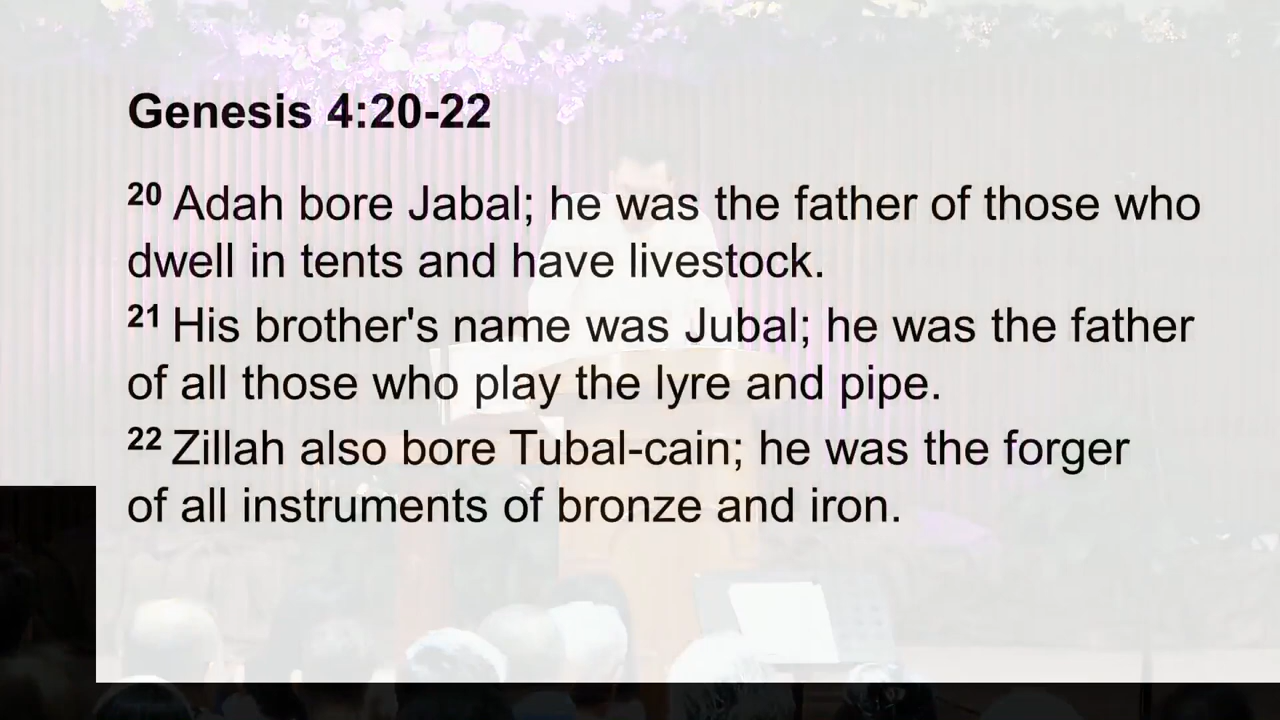 Genesis 4:20-22
20 Adah bore Jabal; he was the father of those who
dwell in tents and have livestock.
21 His brother's name was Jubal; he was the father
of all those who play the lyre and pipe.
22 Zillah also bore Tubal-cain; he was the forger
of all instruments of bronze and iron.